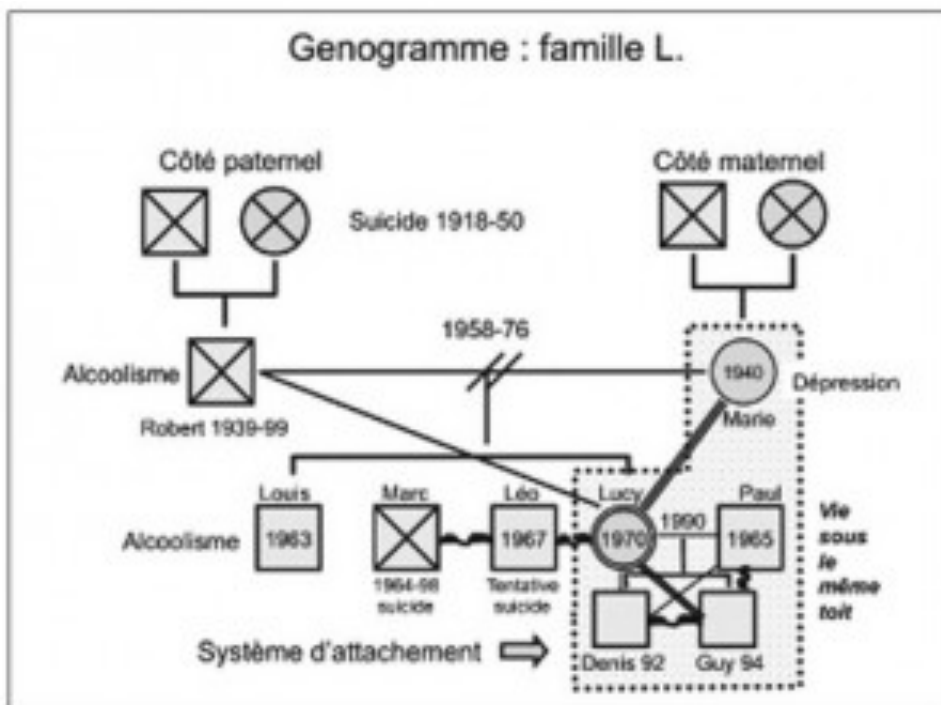 Genogramme : famille L.
Côté paternel
Côté maternel
Suicide 1918-50
1958-76
Alcoolisme
1940
Dépression
Robert 1939-99
Marie
Louis
Marc
Léo
Lucy
Paul
Alcoolisme
1963
1967
1970
1990
1965
Vie
sous
le
même
toit
1964-98
suicide
Tentative
suicide
Système d'attachement
Denis 92
Guy 94